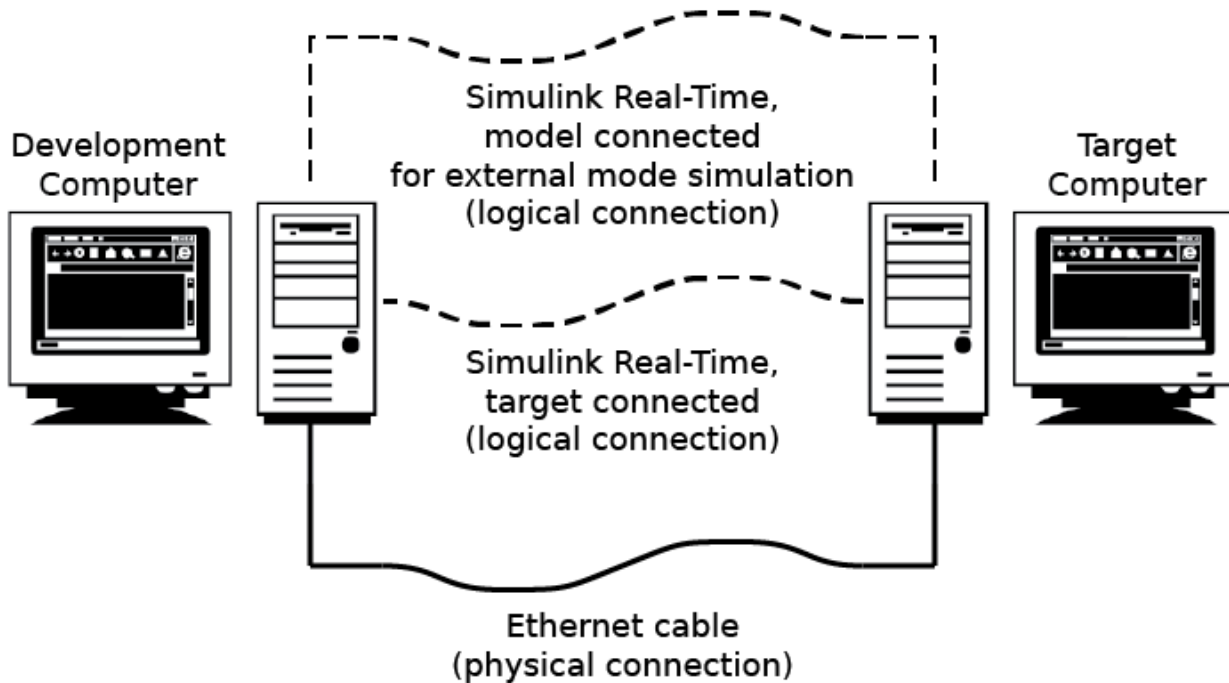 Simulink Real-Time,
model connected
for external mode simulation
(logical connection)
Development
Computer
Target
Computer
Simulink Real-Time,
target connected
(logical connection)
Ethernet cable
(physical connection)